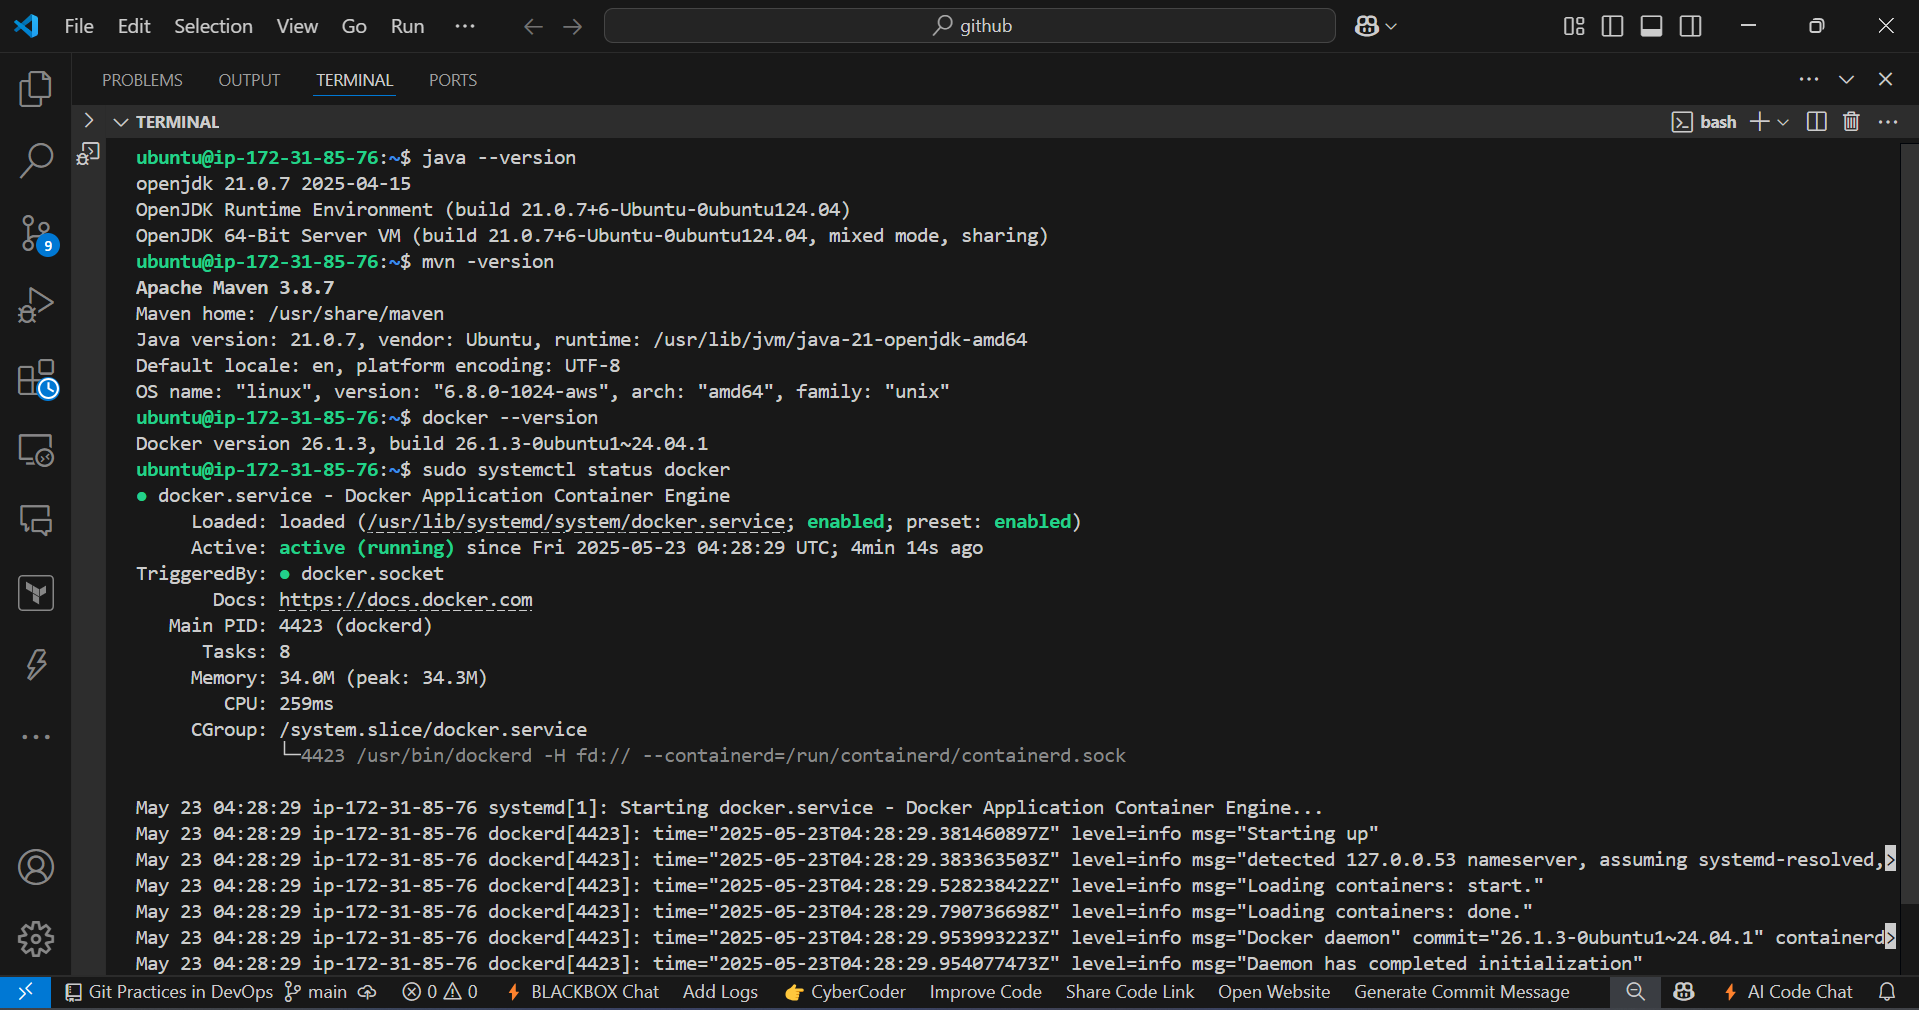 File Edit Selection View Go Run ··· github
PROBLEMS OUTPUT TERMINAL PORTS
TERMINAL bash
ubuntu@ip-172-31-85-76:~$ java --version
openjdk 21.0.7 2025-04-15
OpenJDK Runtime Environment (build 21.0.7+6-Ubuntu-0ubuntu124.04)
OpenJDK 64-Bit Server VM (build 21.0.7+6-Ubuntu-0ubuntu124.04, mixed mode, sharing)
ubuntu@ip-172-31-85-76:~$ mvn -version
Apache Maven 3.8.7
Maven home: /usr/share/maven
Java version: 21.0.7, vendor: Ubuntu, runtime: /usr/lib/jvm/java-21-openjdk-amd64
Default locale: en, platform encoding: UTF-8
OS name: "linux", version: "6.8.0-1024-aws", arch: "amd64", family: "unix"
ubuntu@ip-172-31-85-76:~$ docker --version
Docker version 26.1.3, build 26.1.3-0ubuntu1~24.04.1
ubuntu@ip-172-31-85-76:~$ sudo systemctl status docker
● docker.service - Docker Application Container Engine
Loaded: loaded (/usr/lib/systemd/system/docker.service; enabled; preset: enabled)
Active: active (running) since Fri 2025-05-23 04:28:29 UTC; 4min 14s ago
TriggeredBy: ● docker.socket
Docs: https://docs.docker.com
Main PID: 4423 (dockerd)
Tasks: 8
Memory: 34.0M (peak: 34.3M)
CPU: 259ms
CGroup: /system.slice/docker.service
└─4423 /usr/bin/dockerd -H fd:// --containerd=/run/containerd/containerd.sock
May 23 04:28:29 ip-172-31-85-76 systemd[1]: Starting docker.service - Docker Application Container Engine...
May 23 04:28:29 ip-172-31-85-76 dockerd[4423]: time="2025-05-23T04:28:29.381460897Z" level=info msg="Starting up"
May 23 04:28:29 ip-172-31-85-76 dockerd[4423]: time="2025-05-23T04:28:29.383363503Z" level=info msg="detected 127.0.0.53 nameserver, assuming systemd-resolved,>
May 23 04:28:29 ip-172-31-85-76 dockerd[4423]: time="2025-05-23T04:28:29.528238422Z" level=info msg="Loading containers: start."
May 23 04:28:29 ip-172-31-85-76 dockerd[4423]: time="2025-05-23T04:28:29.790736698Z" level=info msg="Loading containers: done."
May 23 04:28:29 ip-172-31-85-76 dockerd[4423]: time="2025-05-23T04:28:29.953993223Z" level=info msg="Docker daemon" commit="26.1.3-0ubuntu1~24.04.1" containerd>
May 23 04:28:29 ip-172-31-85-76 dockerd[4423]: time="2025-05-23T04:28:29.954077473Z" level=info msg="Daemon has completed initialization"
9
Git Practices in DevOps main 0 0 BLACKBOX Chat Add Logs 👉 CyberCoder Improve Code Share Code Link Open Website Generate Commit Message AI Code Chat